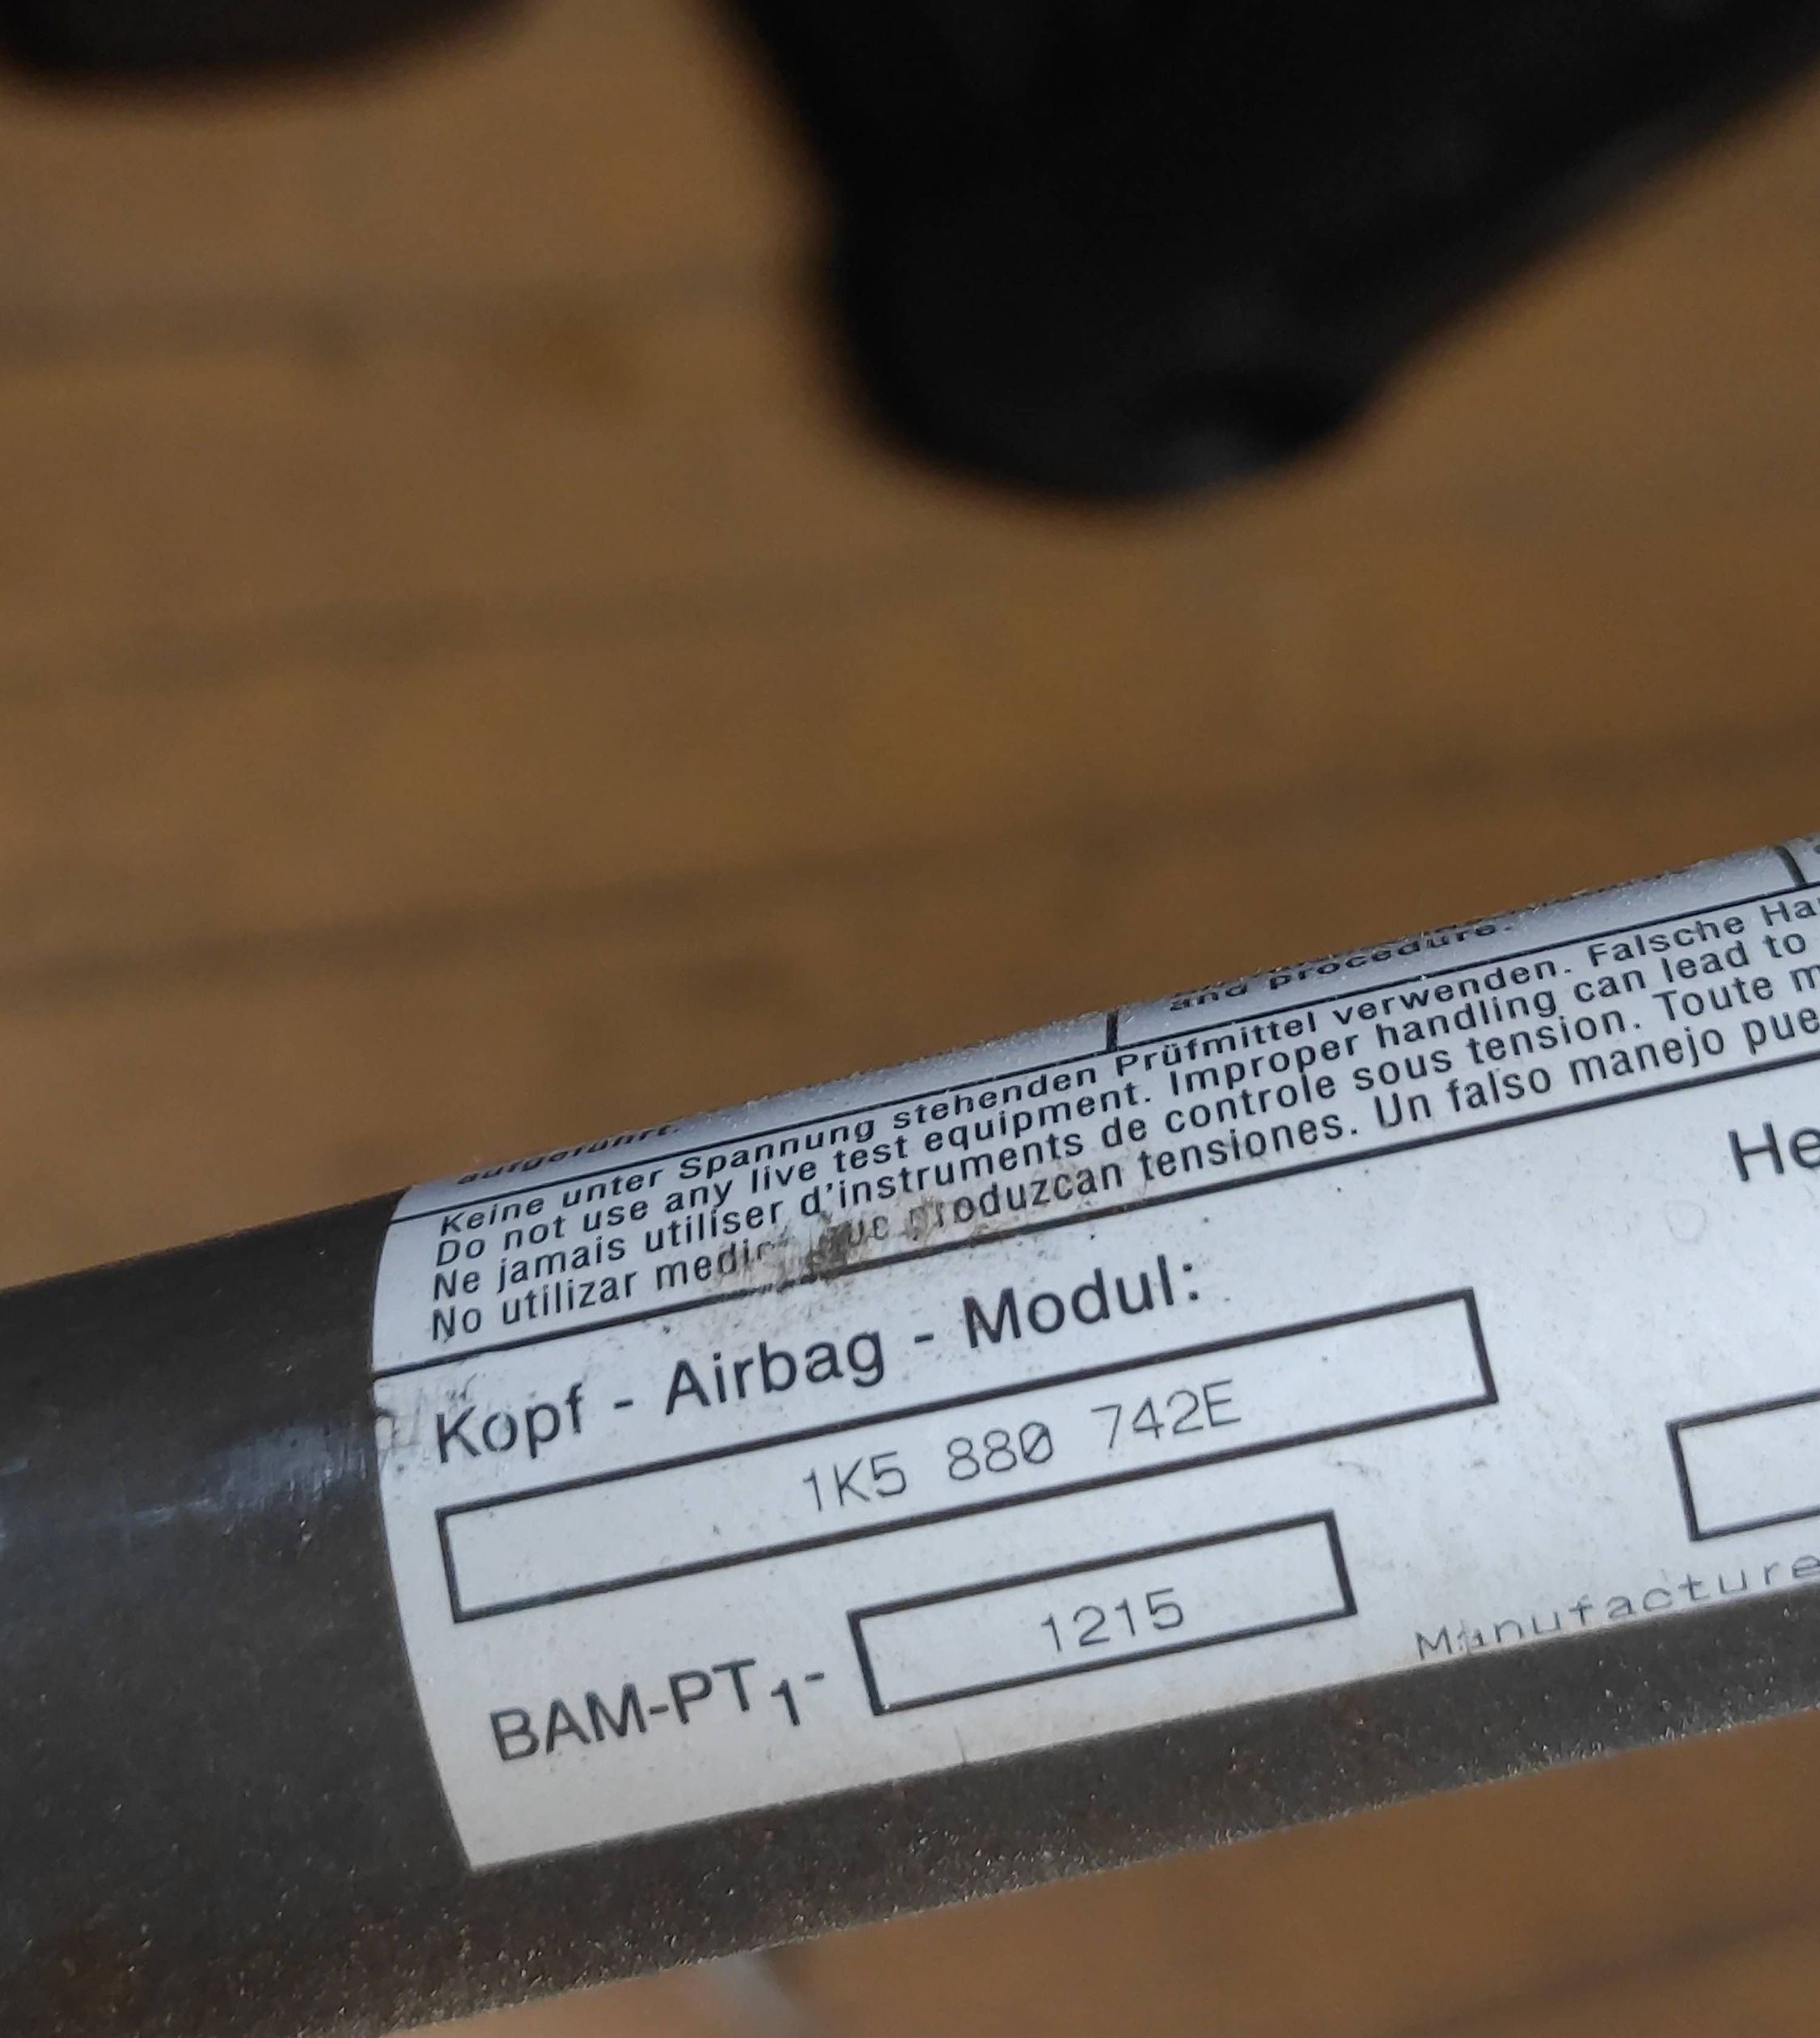 aufgeführt.
and procedure.
Keine unter Spannung stehenden Prüfmittel verwenden. Falsche Ha
Do not use any live test equipment. Improper handling can lead to
Ne jamais utiliser d'instruments de controle sous tension. Toute m
No utilizar produzcan tensiones. Un falso manejo pue
Kopf - Airbag - Modul:
He
1K5 880 742E
BAM-PT1-
1215
Manufacture